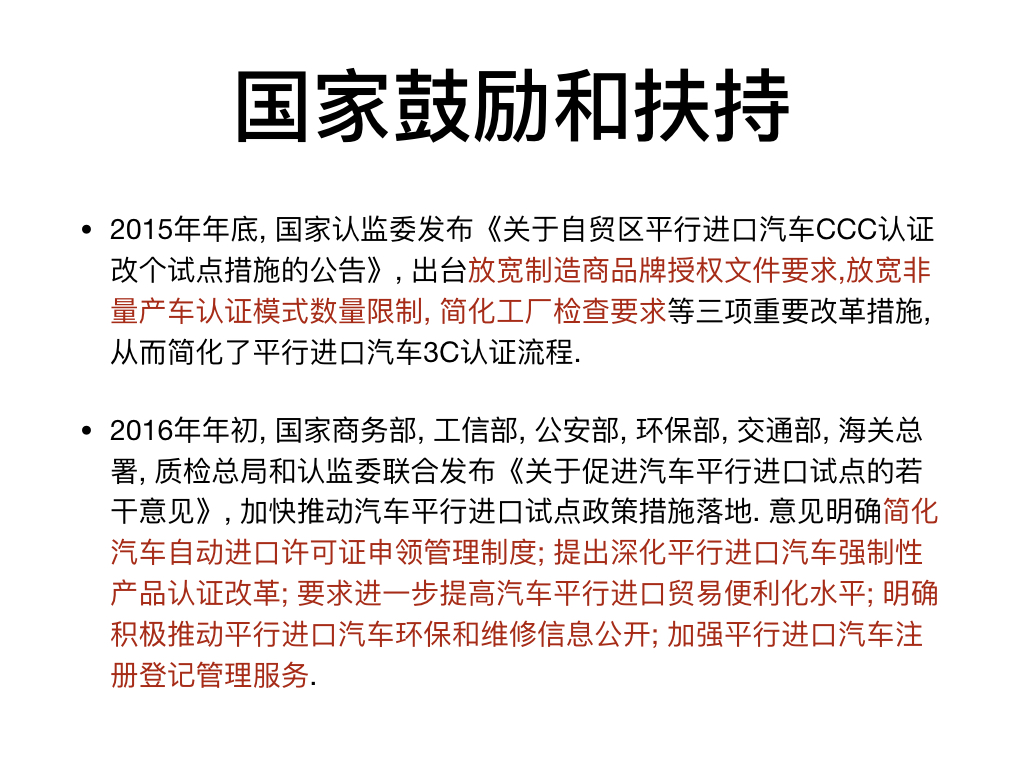 国家鼓励和扶持
• 2015年年底, 国家认监委发布《关于自贸区平行进口汽车CCC认证
改个试点措施的公告》, 出台放宽制造商品牌授权文件要求,放宽非
量产车认证模式数量限制, 简化工厂检查要求等三项重要改革措施,
从而简化了平行进口汽车3C认证流程.
• 2016年年初, 国家商务部, 工信部, 公安部, 环保部, 交通部, 海关总
署, 质检总局和认监委联合发布《关于促进汽车平行进口试点的若
干意见》, 加快推动汽车平行进口试点政策措施落地. 意见明确简化
汽车自动进口许可证申领管理制度; 提出深化平行进口汽车强制性
产品认证改革; 要求进一步提高汽车平行进口贸易便利化水平; 明确
积极推动平行进口汽车环保和维修信息公开; 加强平行进口汽车注
册登记管理服务.